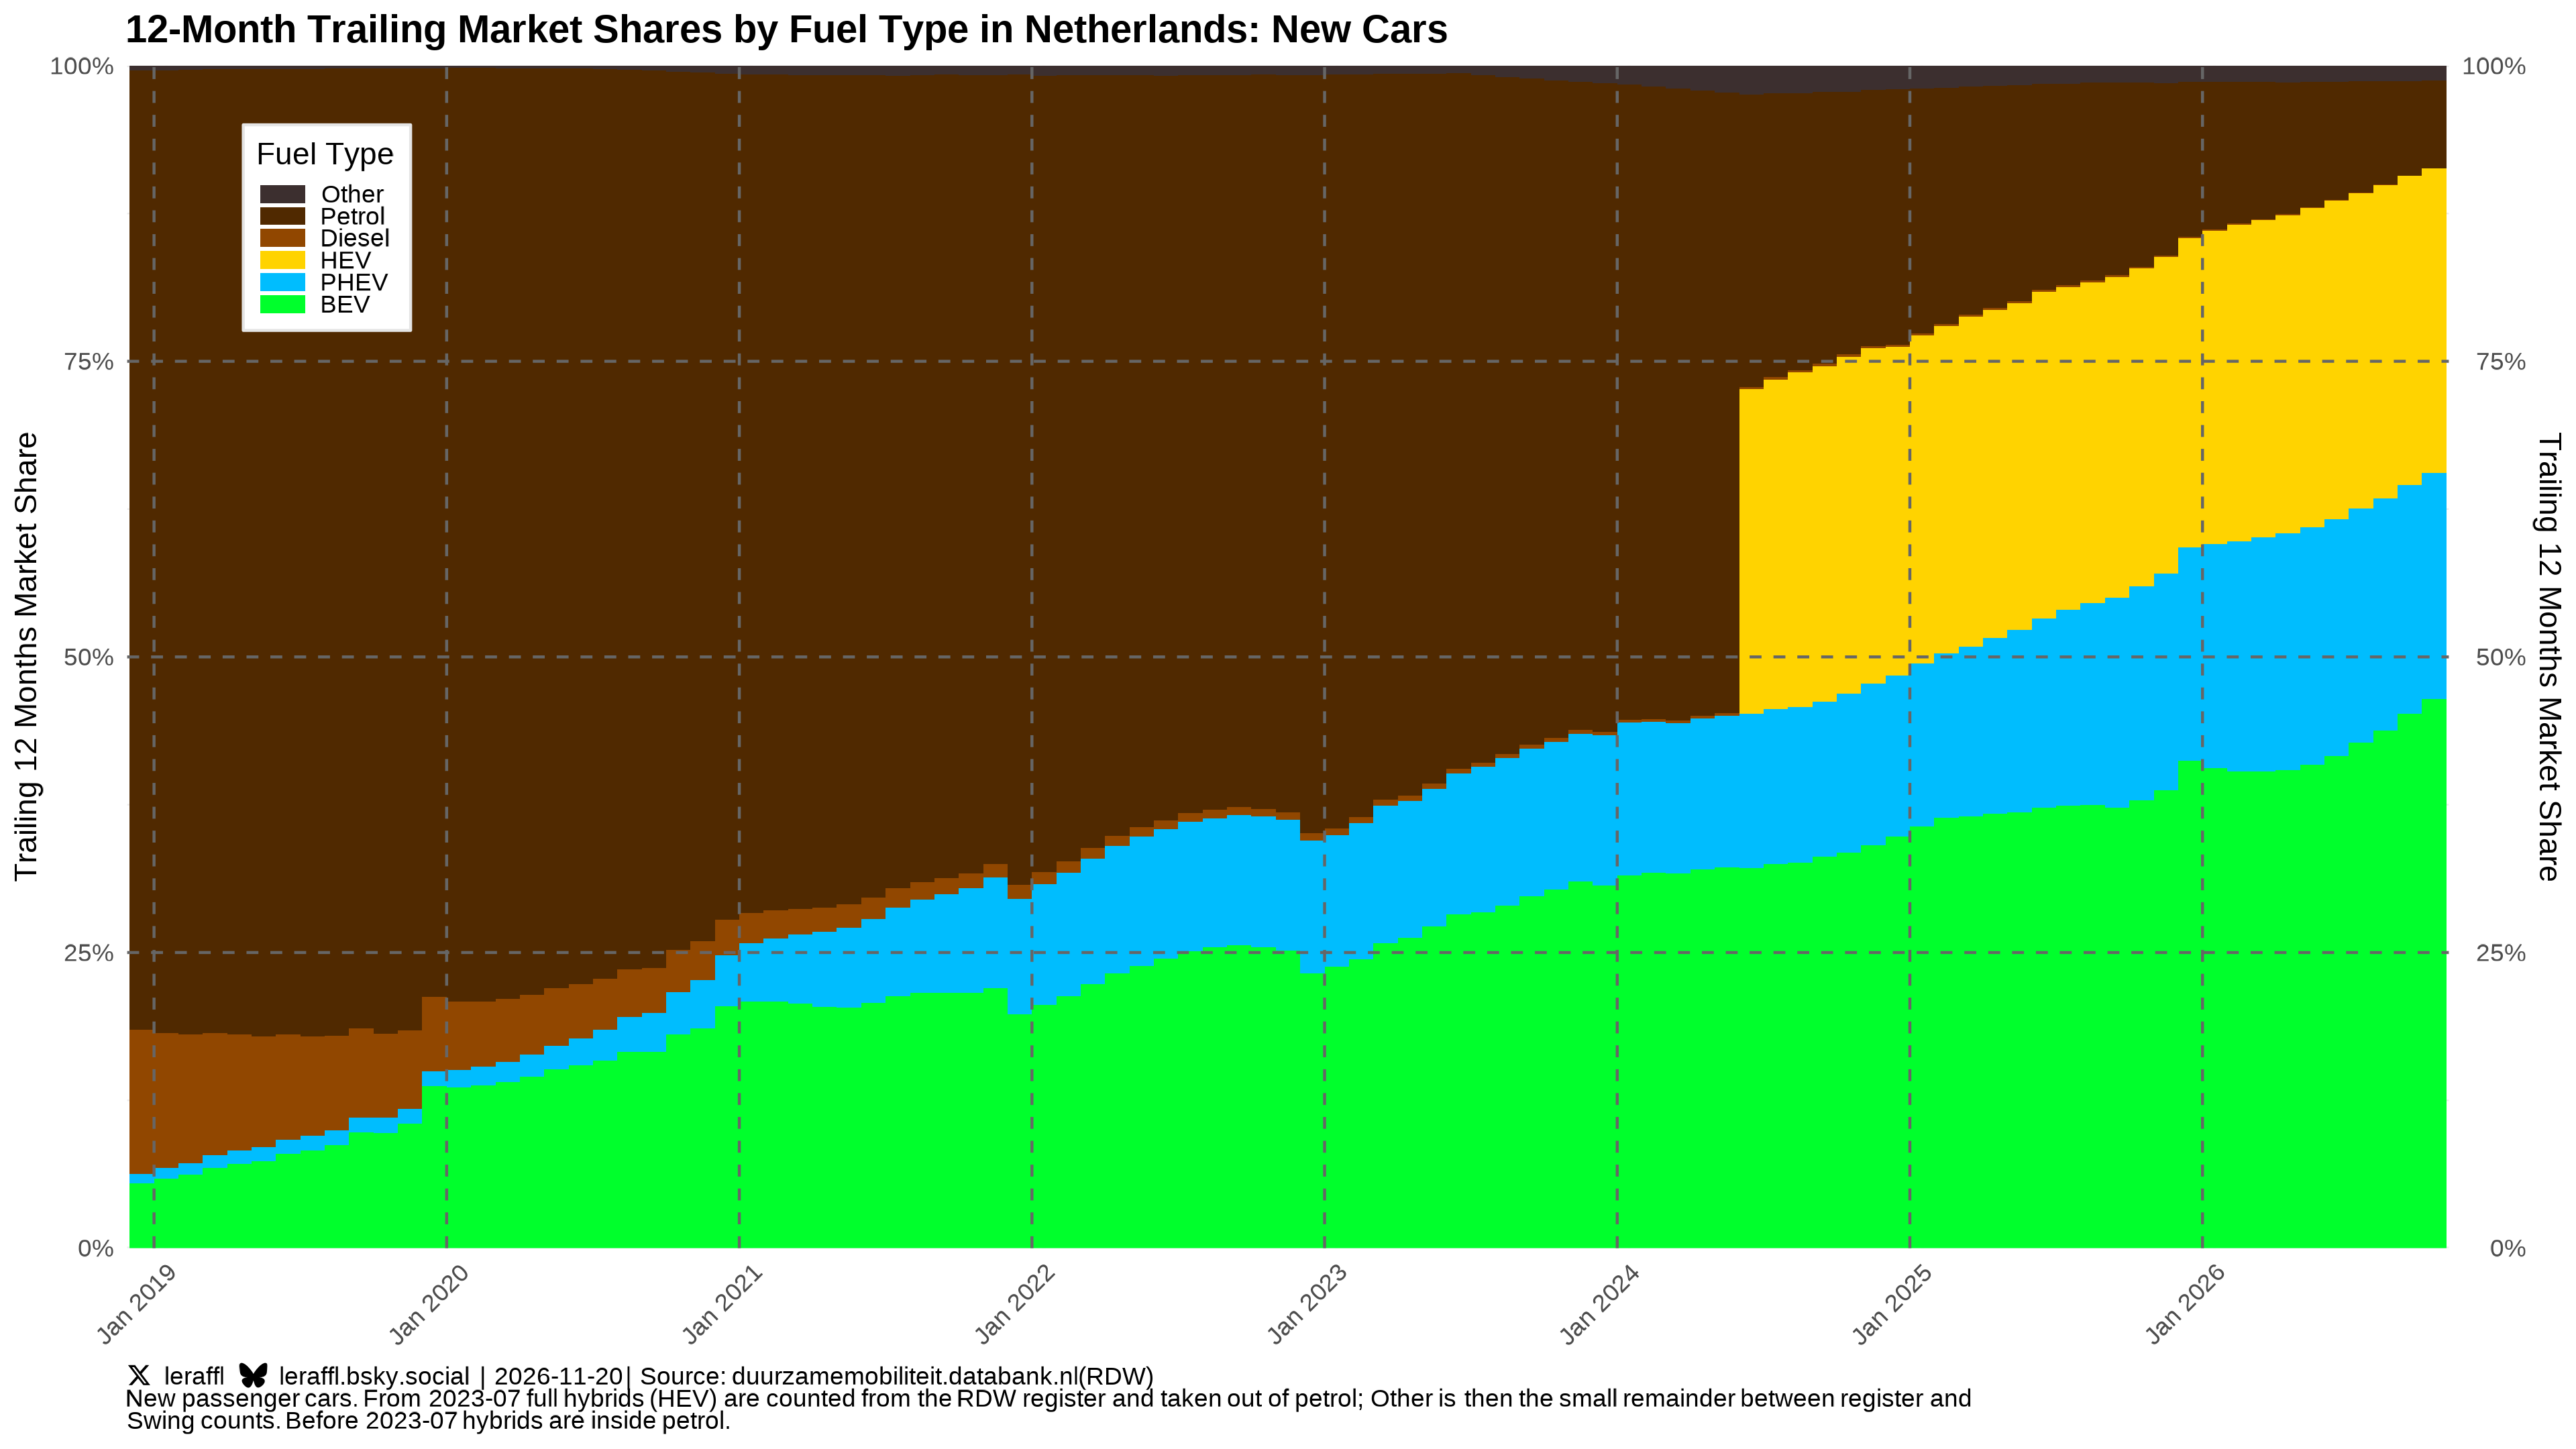 12-Month Trailing Market Shares by Fuel Type in Netherlands: New Cars
100%
75%
50%
25%
0%
100%
75%
50%
25%
0%
Trailing 12 Months Market Share
Trailing 12 Months Market Share
Fuel Type
Other
Petrol
Diesel
HEV
PHEV
BEV
Jan 2019
Jan 2020
Jan 2021
Jan 2022
Jan 2023
Jan 2024
Jan 2025
Jan 2026
leraffl leraffl.bsky.social | 2026-11-20| Source: duurzamemobiliteit.databank.nl(RDW)
New passenger cars. From 2023-07 full hybrids (HEV) are counted from the RDW register and taken out of petrol; Other is then the small remainder between register and
Swing counts. Before 2023-07 hybrids are inside petrol.